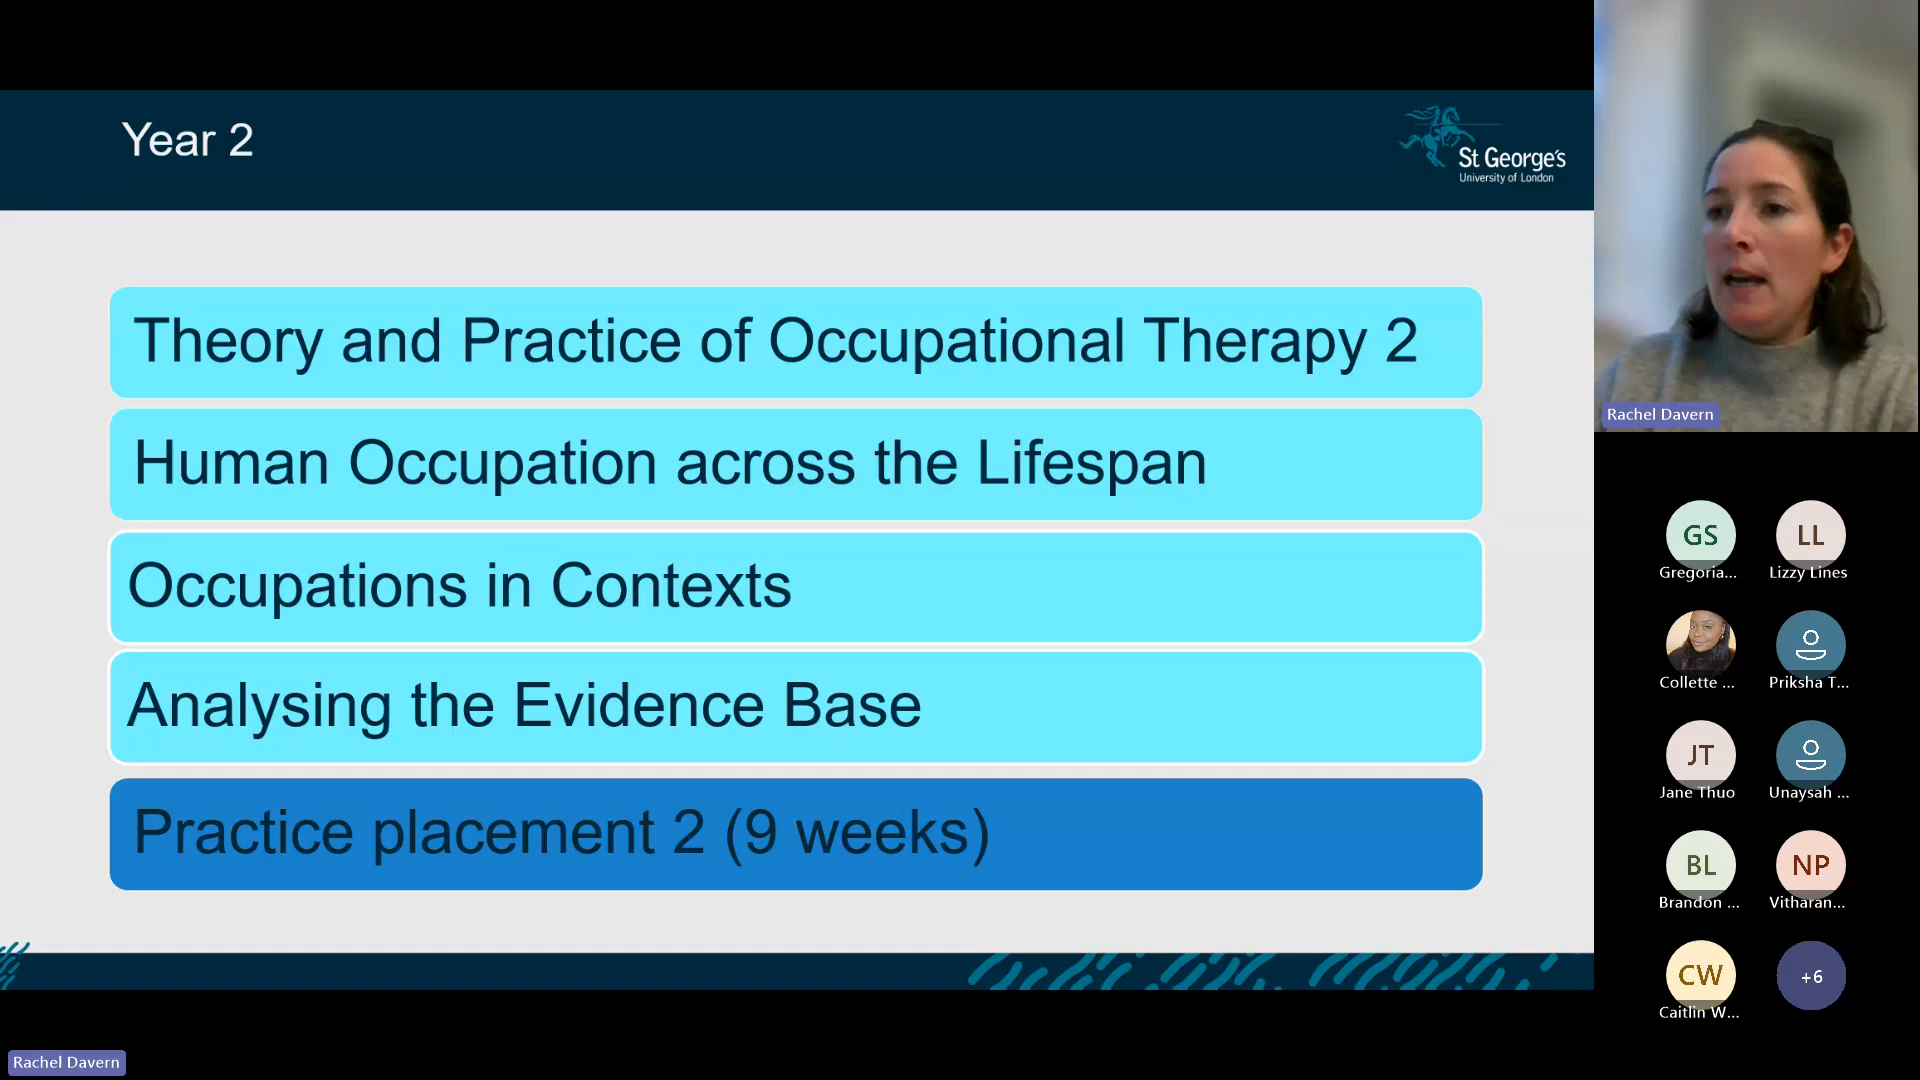 Year 2
St George's
University of London
Theory and Practice of Occupational Therapy 2
Human Occupation across the Lifespan
Occupations in Contexts
Analysing the Evidence Base
Practice placement 2 (9 weeks)
Rachel Davern
GS
Gregoria...
LL
Lizzy Lines
Collette ...
Priksha T...
JT
Jane Thuo
Unaysah ...
BL
Brandon ...
NP
Vitharan...
CW
Caitlin W...
+6
Rachel Davern